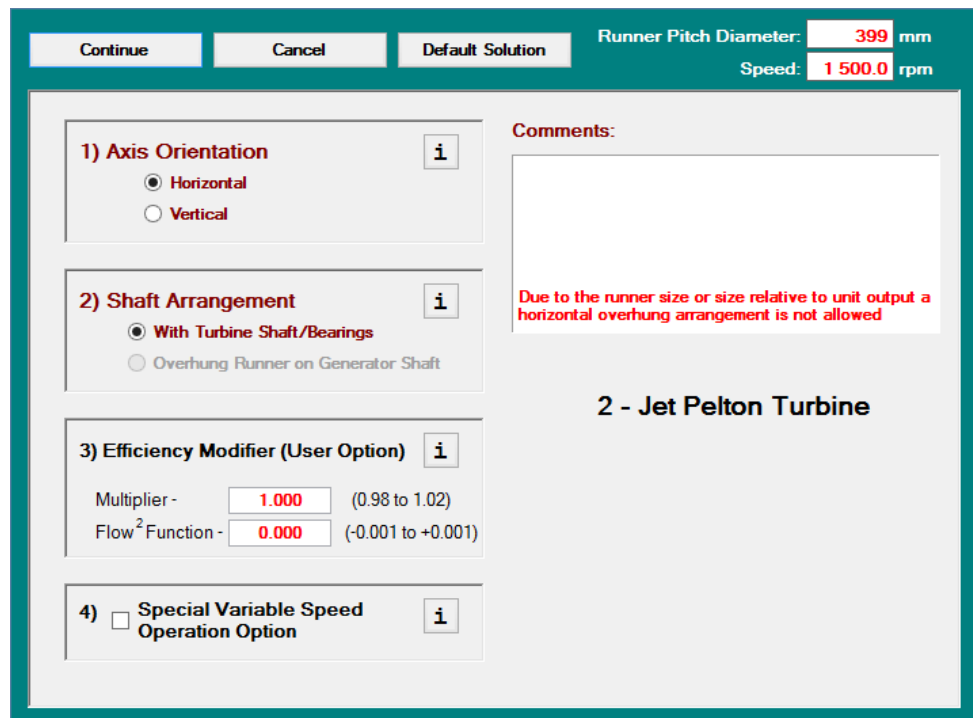 Continue
Cancel
Default Solution
Runner Pitch Diameter: 399 mm
Speed: 1 500.0 rpm
1) Axis Orientation
i
Horizontal
Vertical
2) Shaft Arrangement
i
With Turbine Shaft/Bearings
Overhung Runner on Generator Shaft
3) Efficiency Modifier (User Option)
i
Multiplier - 1.000 (0.98 to 1.02)
Flow² Function - 0.000 (-0.001 to +0.001)
4) Special Variable Speed
Operation Option
i
Comments:
Due to the runner size or size relative to unit output a
horizontal overhung arrangement is not allowed
2 - Jet Pelton Turbine